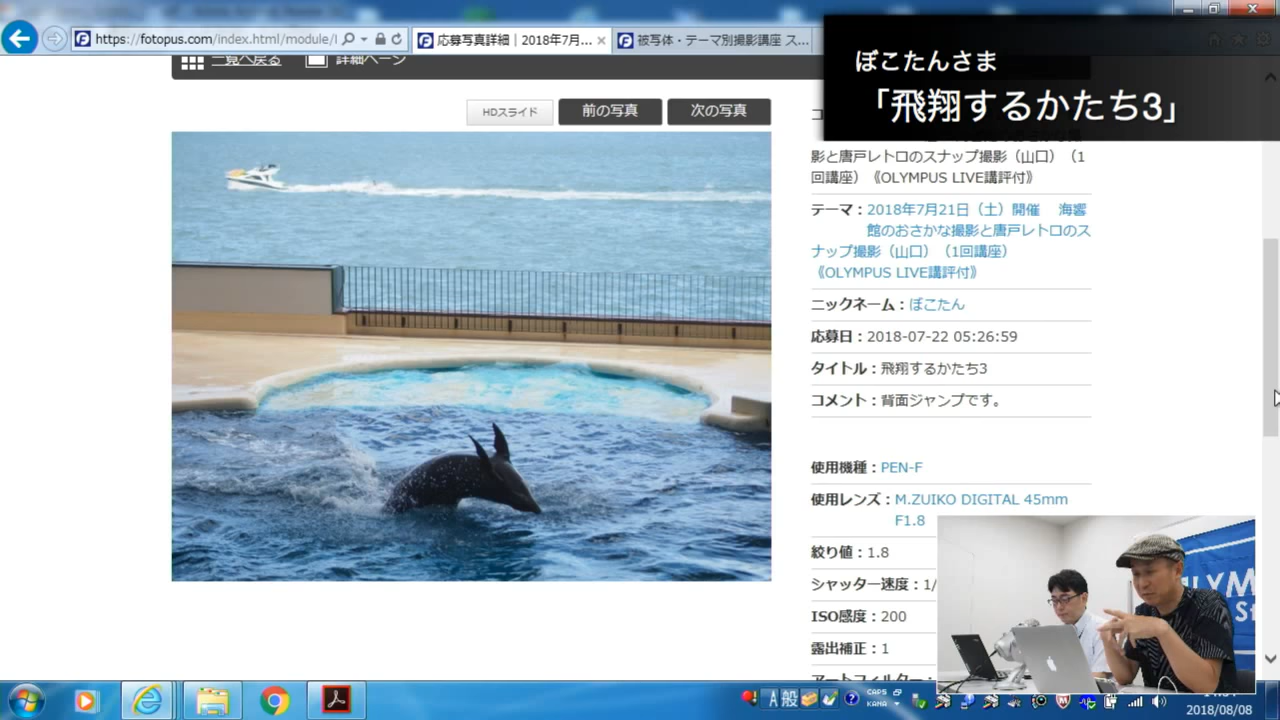 https://fotopus.com/index.html/module/
応募写真詳細｜2018年7月...
被写体・テーマ別撮影講座 ス...
ぼこたんさま
「飛翔するかたち3」
一覧へ戻る
詳細ページ
HDスライド
前の写真
次の写真
影と唐戸レトロのスナップ撮影（山口）（1
回講座）《OLYMPUS LIVE講評付》
テーマ：2018年7月21日（土）開催 海響
館のおさかな撮影と唐戸レトロのス
ナップ撮影（山口）（1回講座）
《OLYMPUS LIVE講評付》
ニックネーム：ぼこたん
応募日：2018-07-22 05:26:59
タイトル：飛翔するかたち3
コメント：背面ジャンプです。
使用機種：PEN-F
使用レンズ：M.ZUIKO DIGITAL 45mm
F1.8
絞り値：1.8
シャッター速度：1/
ISO感度：200
露出補正：1
アートフィルター：
A 般
CAPS
KANA
2018/08/08